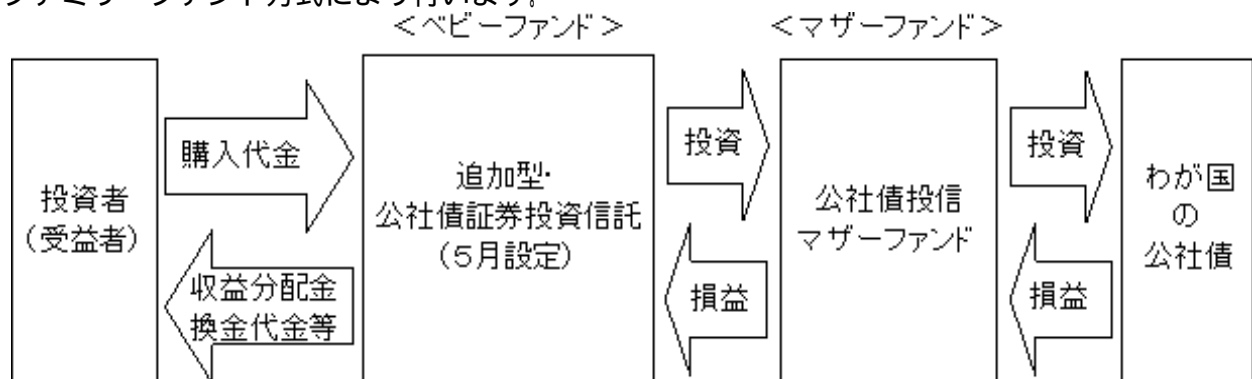 ファミリーファンド方式により行います。
＜ベビーファンド＞
＜マザーファンド＞
投資者
（受益者）
購入代金
収益分配金
換金代金等
追加型・
公社債証券投資信託
（５月設定）
投資
損益
公社債投信
マザーファンド
投資
損益
わが国
の
公社債